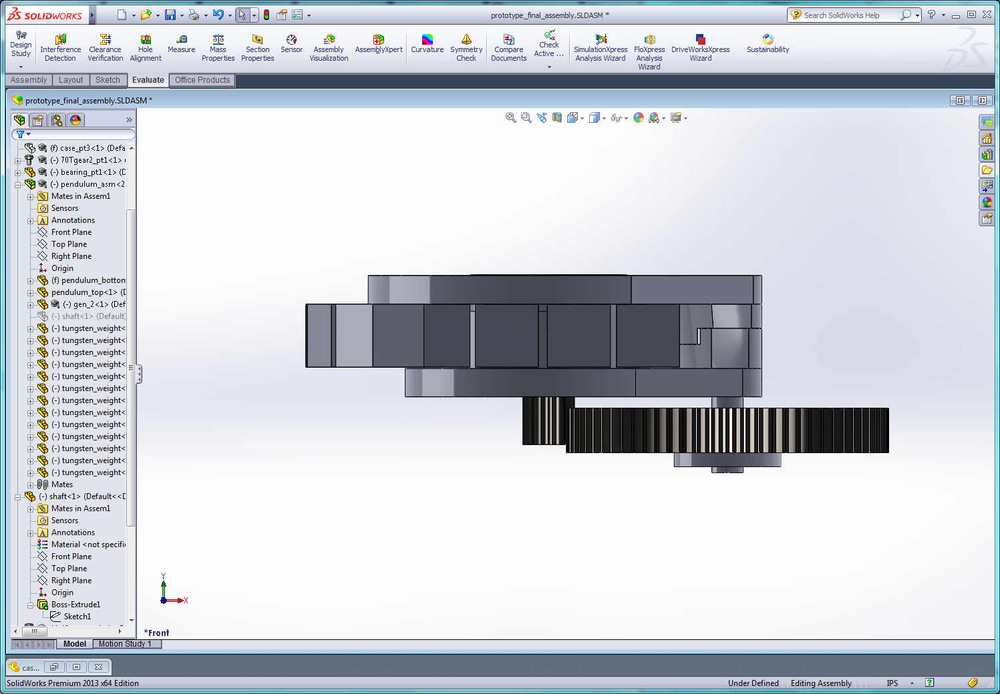 SOLIDWORKS
prototype_final_assembly.SLDASM *
Search SolidWorks Help
Design Study
Interference Detection
Clearance Verification
Hole Alignment
Measure
Mass Properties
Section Properties
Sensor
Assembly Visualization
AssemblyXpert
Curvature
Symmetry Check
Compare Documents
Check Active ...
SimulationXpress Analysis Wizard
FloXpress Analysis Wizard
DriveWorksXpress Wizard
Sustainability
Assembly
Layout
Sketch
Evaluate
Office Products
prototype_final_assembly.SLDASM *
(f) case_pt3<1> (Defa
(-) 70Tgear2_pt1<1>
(-) bearing_pt1<1> (D
(-) pendulum_asm<2
Mates in Assem1
Sensors
Annotations
Front Plane
Top Plane
Right Plane
Origin
(f) pendulum_bottom
pendulum_top<1> (D
(-) gen_2<1> (Def
(-) shaft<1> (Default)
(-) tungsten_weight<
(-) tungsten_weight<
(-) tungsten_weight<
(-) tungsten_weight<
(-) tungsten_weight<
(-) tungsten_weight<
(-) tungsten_weight<
(-) tungsten_weight<
(-) tungsten_weight<
(-) tungsten_weight<
(-) tungsten_weight<
(-) tungsten_weight<
(-) tungsten_weight<
Mates
(-) shaft<1> (Default<<D
Mates in Assem1
Sensors
Annotations
Material <not specifie
Front Plane
Top Plane
Right Plane
Origin
Boss-Extrude1
Sketch1
Y
X
*Front
Model
Motion Study 1
cas...
SolidWorks Premium 2013 x64 Edition
Under Defined
Editing Assembly
IPS